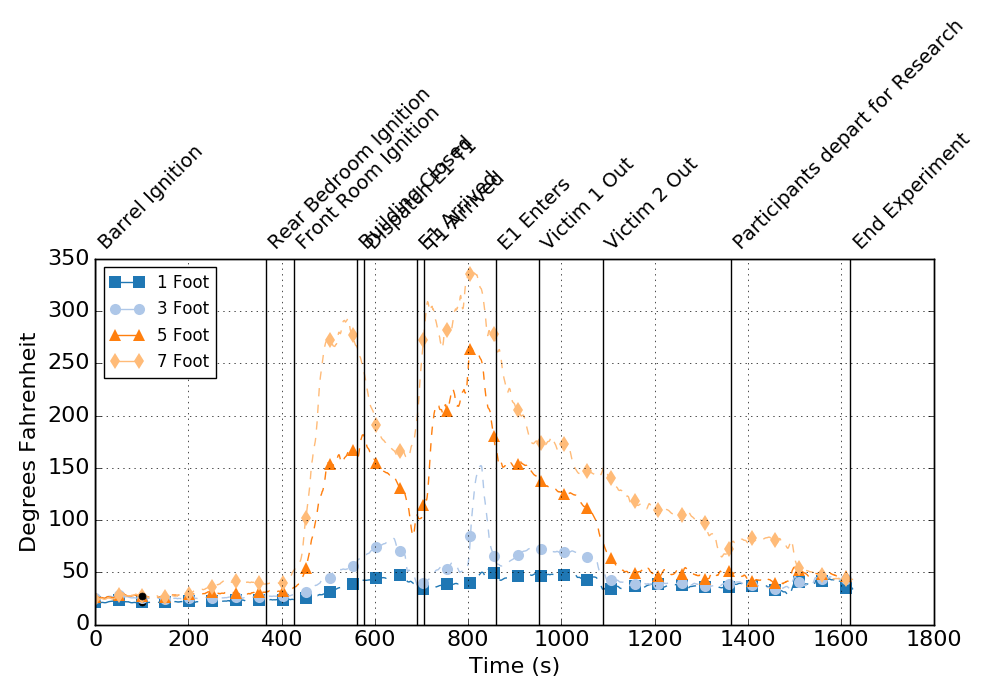 Barrel Ignition
Rear Bedroom Ignition
Front Room Ignition
Building Closed
Dispatch E1 T1
E1 Arrived
T1 Arrived
E1 Enters
Victim 1 Out
Victim 2 Out
Participants depart for Research
End Experiment
350
300
250
200
150
100
50
0
Degrees Fahrenheit
1 Foot
3 Foot
5 Foot
7 Foot
0 200 400 600 800 1000 1200 1400 1600 1800
Time (s)